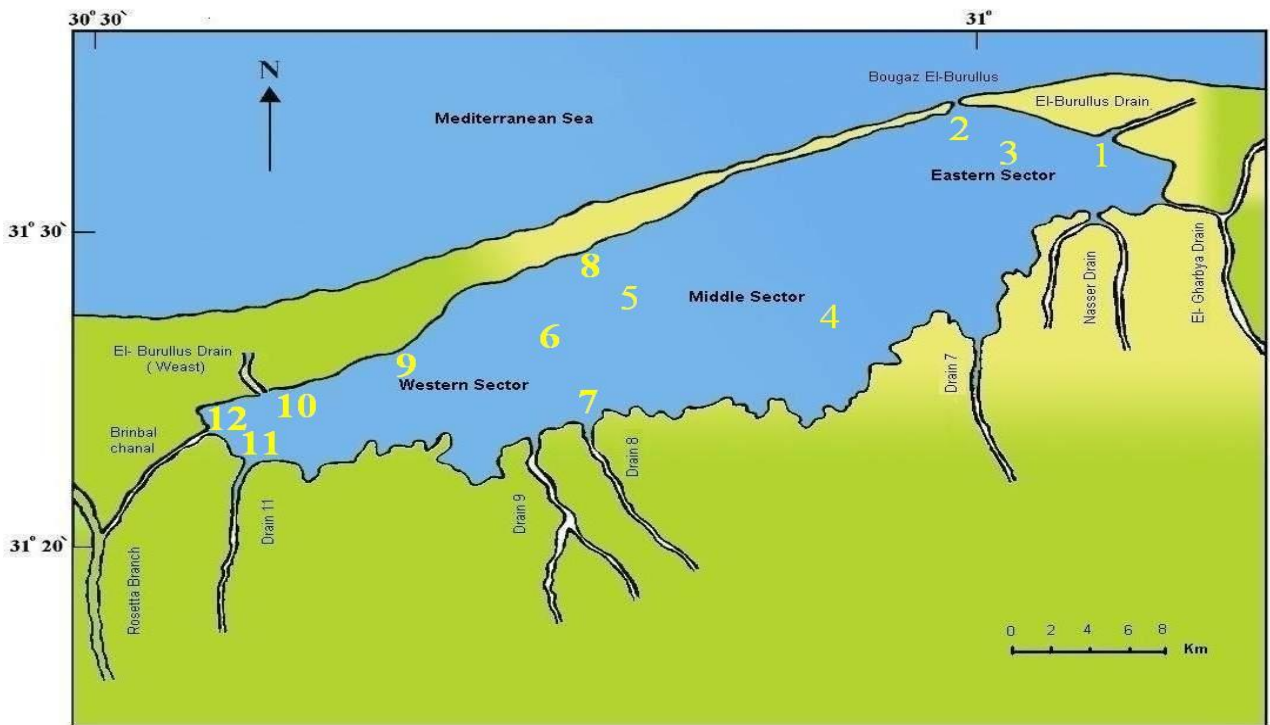 30° 30`
31°
N
Bougaz El-Burullus
El-Burullus Drain
Mediterranean Sea
2
3
1
Eastern Sector
31° 30`
8
5
Middle Sector
4
Nasser Drain
El- Gharbya Drain
6
El- Burullus Drain
( Weast)
9
Western Sector
Drain 7
7
10
12
11
Brinbal
chanal
Drain 8
Drain 9
Drain 11
31° 20`
Rosetta Branch
0 2 4 6 8
Km